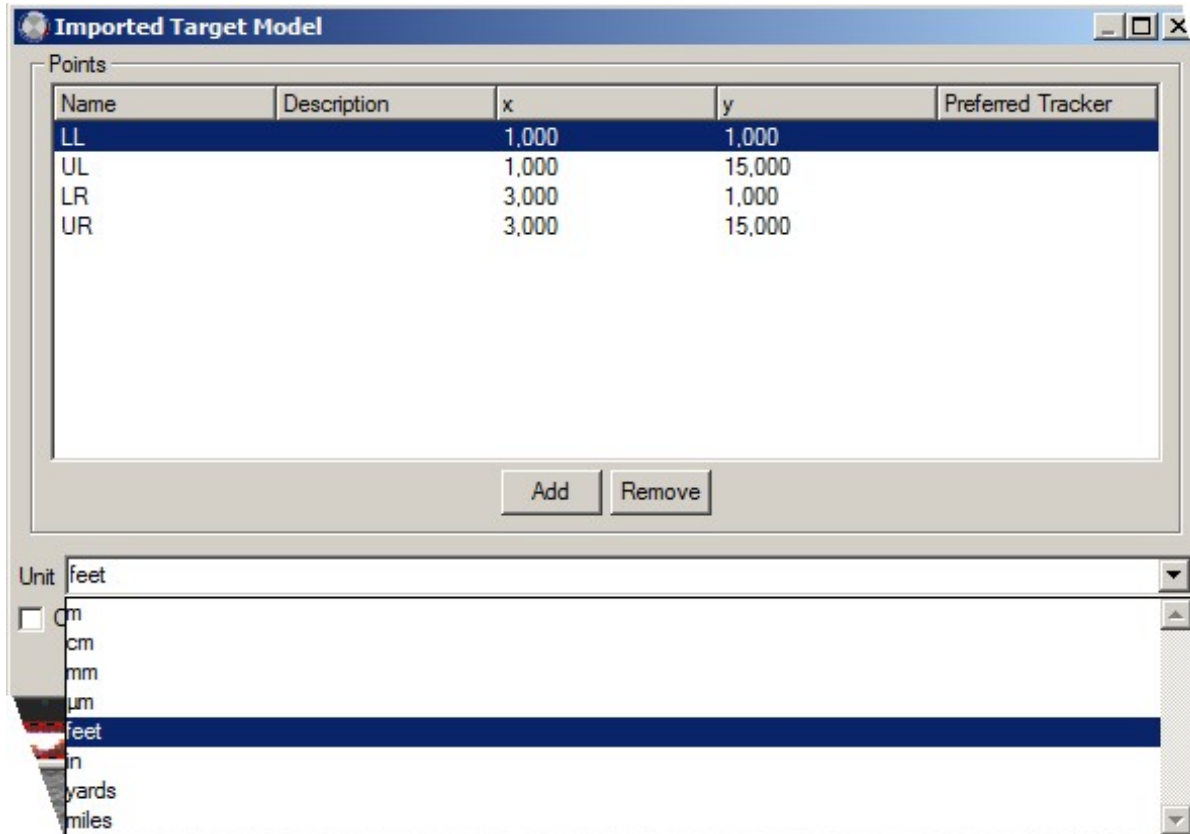 Imported Target Model
Points
Name Description x y Preferred Tracker
LL 1,000 1,000
UL 1,000 15,000
LR 3,000 1,000
UR 3,000 15,000
Add Remove
Unit feet
m
cm
mm
µm
feet
in
yards
miles